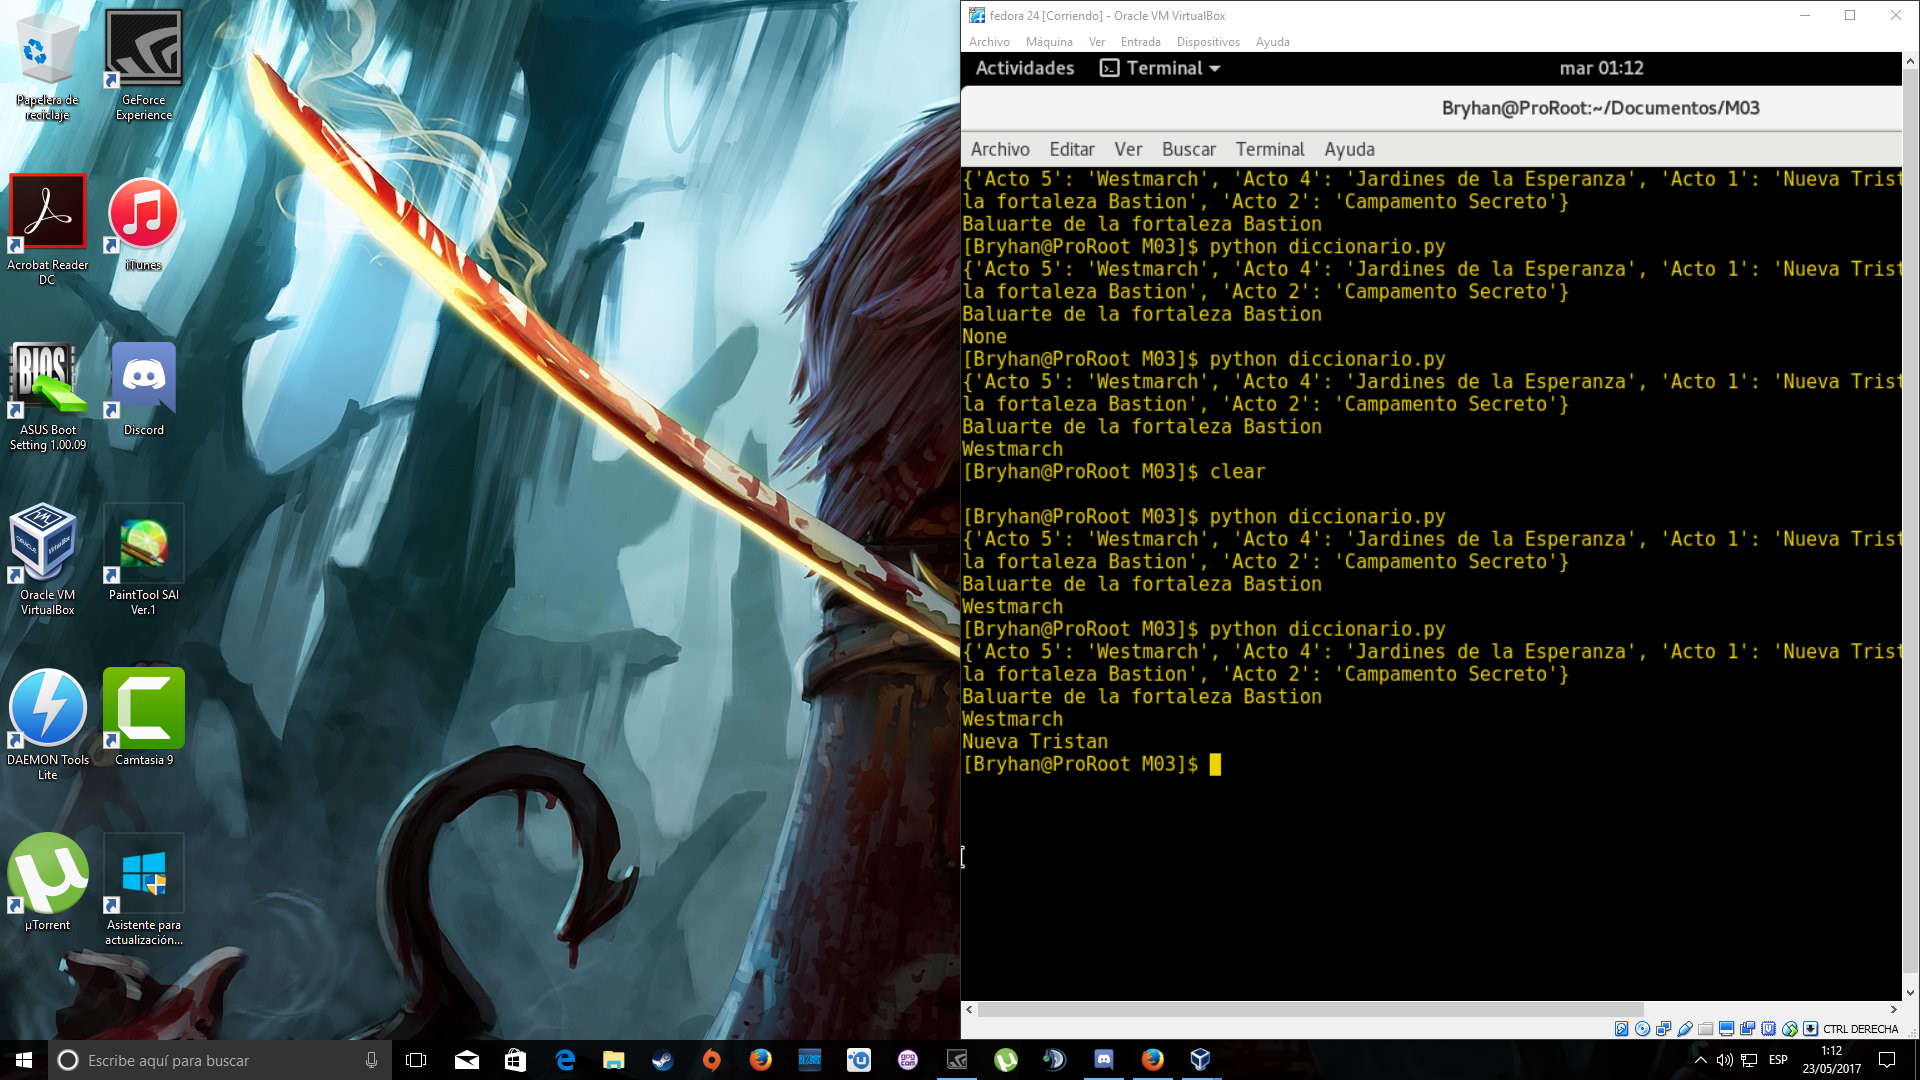 Papelera de
reciclaje
GeForce
Experience
Acrobat Reader
DC
iTunes
BIOS
ASUS Boot
Setting 1.00.09
Discord
Oracle VM
VirtualBox
PaintTool SAI
Ver.1
DAEMON Tools
Lite
Camtasia 9
µTorrent
Asistente para
actualización...
fedora 24 [Corriendo] - Oracle VM VirtualBox
Archivo Máquina Ver Entrada Dispositivos Ayuda
Actividades Terminal mar 01:12
Bryhan@ProRoot:~/Documentos/M03
Archivo Editar Ver Buscar Terminal Ayuda
{'Acto 5': 'Westmarch', 'Acto 4': 'Jardines de la Esperanza', 'Acto 1': 'Nueva Trist
la fortaleza Bastion', 'Acto 2': 'Campamento Secreto'}
Baluarte de la fortaleza Bastion
[Bryhan@ProRoot M03]$ python diccionario.py
{'Acto 5': 'Westmarch', 'Acto 4': 'Jardines de la Esperanza', 'Acto 1': 'Nueva Trist
la fortaleza Bastion', 'Acto 2': 'Campamento Secreto'}
Baluarte de la fortaleza Bastion
None
[Bryhan@ProRoot M03]$ python diccionario.py
{'Acto 5': 'Westmarch', 'Acto 4': 'Jardines de la Esperanza', 'Acto 1': 'Nueva Trist
la fortaleza Bastion', 'Acto 2': 'Campamento Secreto'}
Baluarte de la fortaleza Bastion
Westmarch
[Bryhan@ProRoot M03]$ clear
[Bryhan@ProRoot M03]$ python diccionario.py
{'Acto 5': 'Westmarch', 'Acto 4': 'Jardines de la Esperanza', 'Acto 1': 'Nueva Trist
la fortaleza Bastion', 'Acto 2': 'Campamento Secreto'}
Baluarte de la fortaleza Bastion
Westmarch
[Bryhan@ProRoot M03]$ python diccionario.py
{'Acto 5': 'Westmarch', 'Acto 4': 'Jardines de la Esperanza', 'Acto 1': 'Nueva Trist
la fortaleza Bastion', 'Acto 2': 'Campamento Secreto'}
Baluarte de la fortaleza Bastion
Westmarch
Nueva Tristan
[Bryhan@ProRoot M03]$
CTRL DERECHA
Escribe aquí para buscar
ESP
1:12
23/05/2017